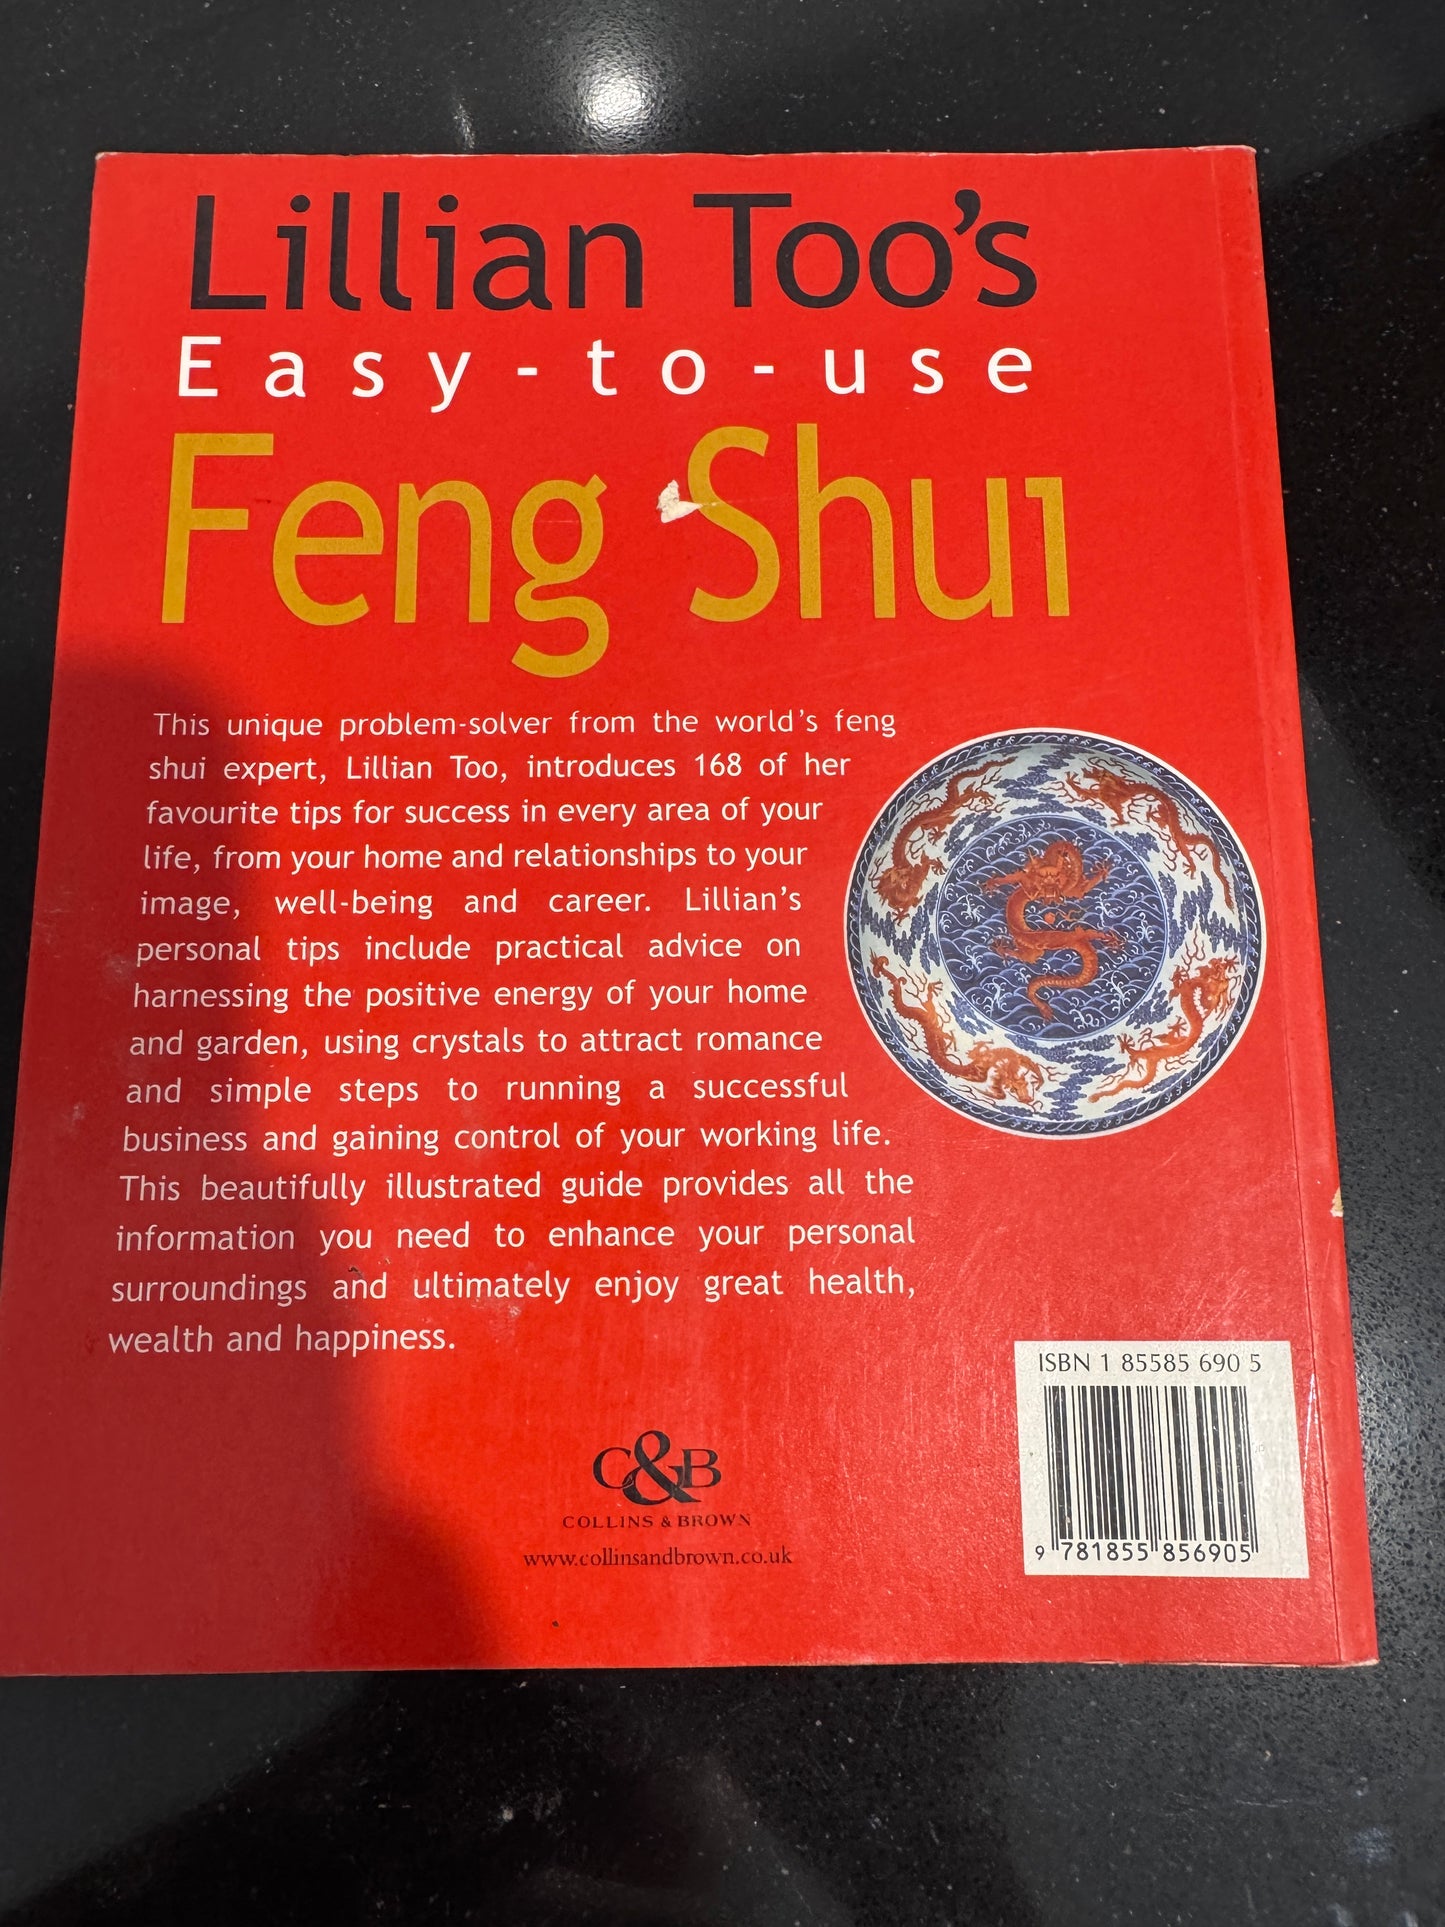 Lillian Too's
Easy-to-use
Feng Shui
This unique problem-solver from the world's feng
shui expert, Lillian Too, introduces 168 of her
favourite tips for success in every area of your
life, from your home and relationships to your
image, well-being and career. Lillian's
personal tips include practical advice on
harnessing the positive energy of your home
and garden, using crystals to attract romance
and simple steps to running a successful
business and gaining control of your working life.
This beautifully illustrated guide provides all the
information you need to enhance your personal
surroundings and ultimately enjoy great health,
wealth and happiness.
ISBN 1 85585 690 5
9 781855 856905
C&B
COLLINS & BROWN
www.collinsandbrown.co.uk